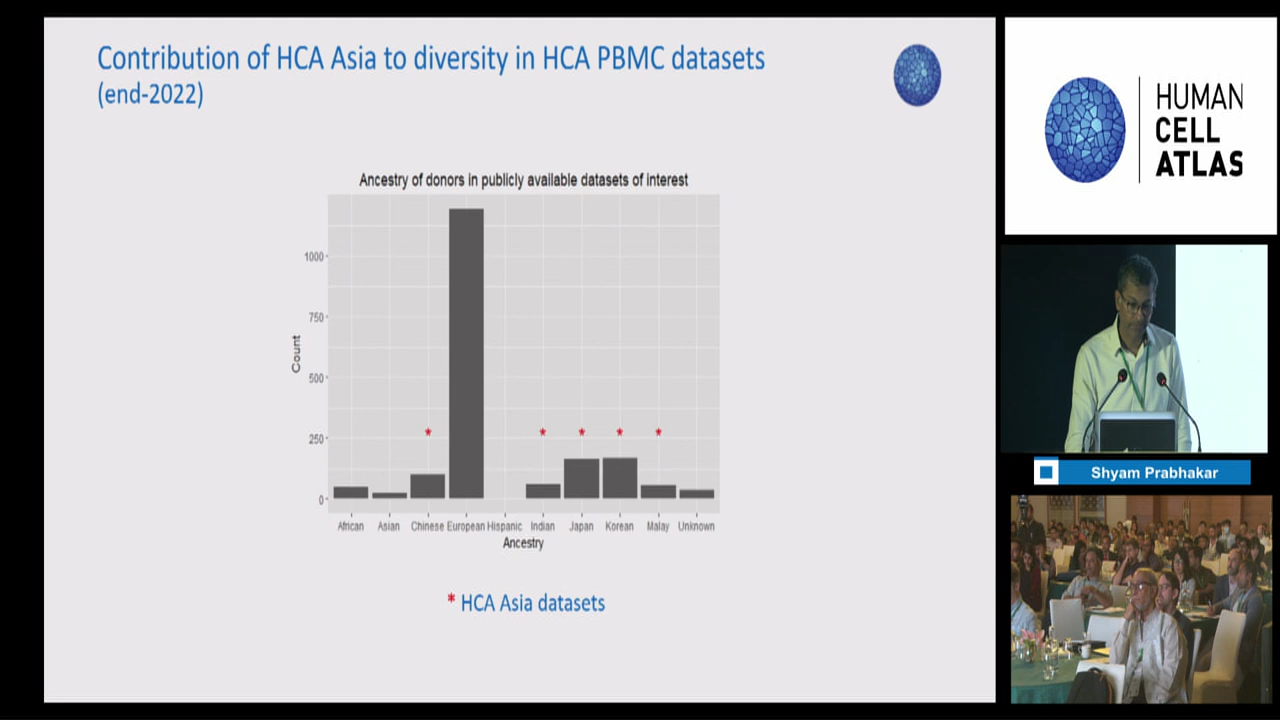 Contribution of HCA Asia to diversity in HCA PBMC datasets
(end-2022)
Ancestry of donors in publicly available datasets of interest
Count
1000
750
500
250
0
* * * * *
African Asian Chinese European Hispanic Indian Japan Korean Malay Unknown
Ancestry
* HCA Asia datasets
HUMAN
CELL
ATLAS
Shyam Prabhakar